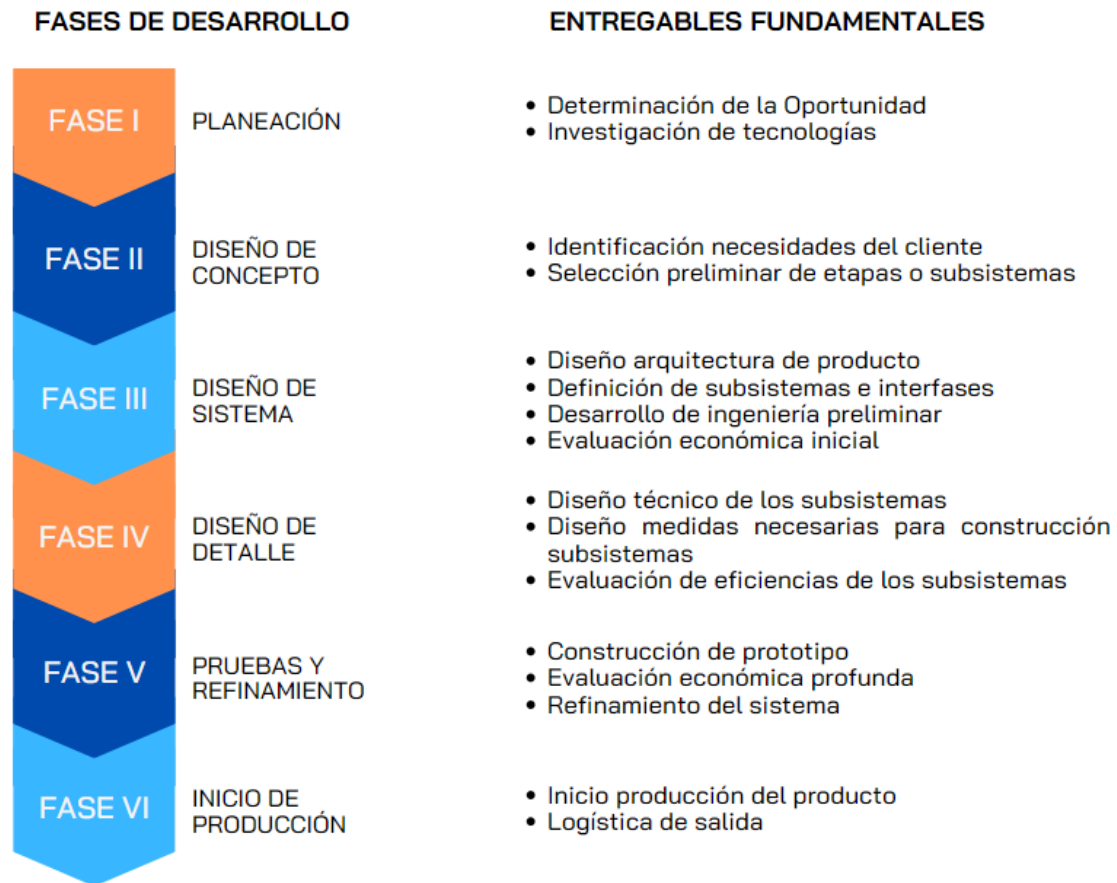 FASES DE DESARROLLO
ENTREGABLES FUNDAMENTALES
FASE I
PLANEACIÓN
• Determinación de la Oportunidad
• Investigación de tecnologías
FASE II
DISEÑO DE
CONCEPTO
• Identificación necesidades del cliente
• Selección preliminar de etapas o subsistemas
FASE III
DISEÑO DE
SISTEMA
• Diseño arquitectura de producto
• Definición de subsistemas e interfases
• Desarrollo de ingeniería preliminar
• Evaluación económica inicial
FASE IV
DISEÑO DE
DETALLE
• Diseño técnico de los subsistemas
• Diseño medidas necesarias para construcción
subsistemas
• Evaluación de eficiencias de los subsistemas
FASE V
PRUEBAS Y
REFINAMIENTO
• Construcción de prototipo
• Evaluación económica profunda
• Refinamiento del sistema
FASE VI
INICIO DE
PRODUCCIÓN
• Inicio producción del producto
• Logística de salida